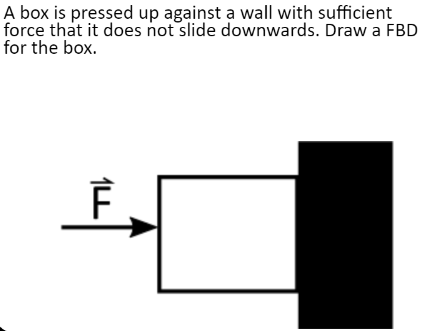 A box is pressed up against a wall with sufficient
force that it does not slide downwards. Draw a FBD
for the box.
F⃗